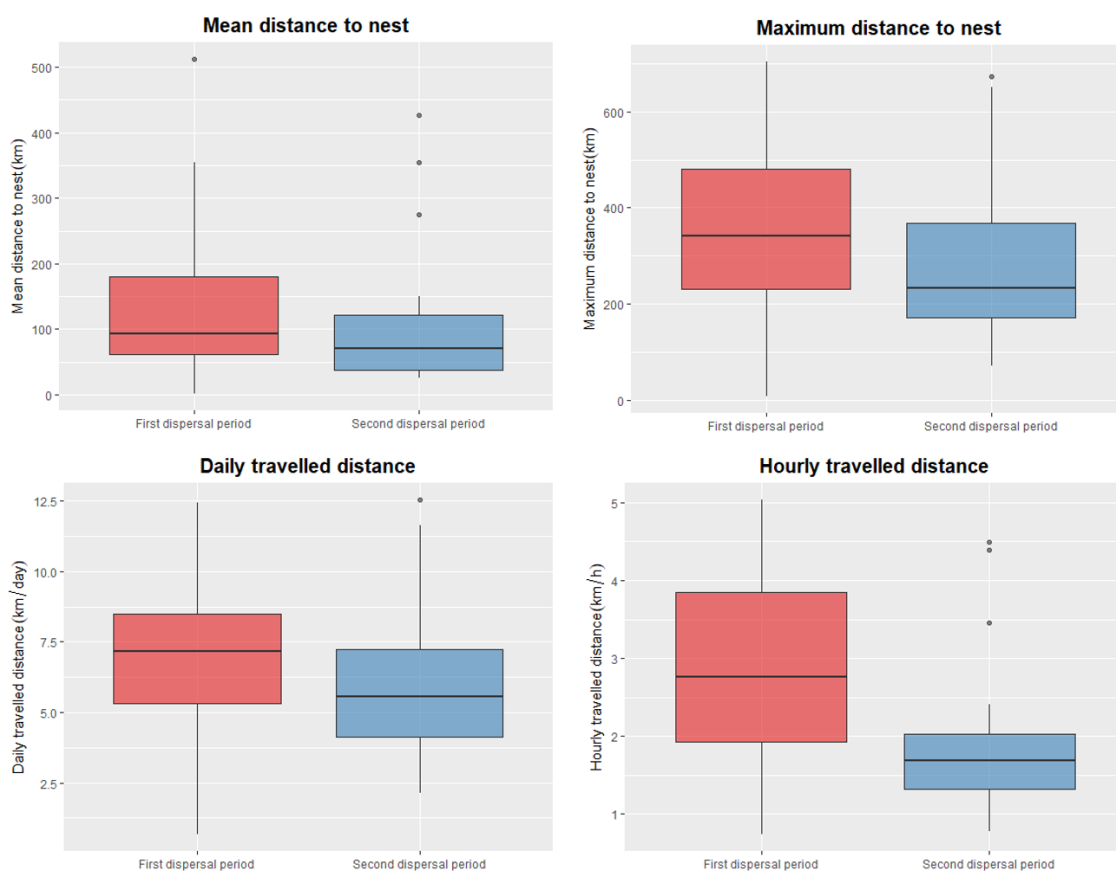 Mean distance to nest
Mean distance to nest(km)
500
400
300
200
100
0
First dispersal period
Second dispersal period
Maximum distance to nest
Maximum distance to nest(km)
600
400
200
0
First dispersal period
Second dispersal period
Daily travelled distance
Daily travelled distance(km/day)
12.5
10.0
7.5
5.0
2.5
First dispersal period
Second dispersal period
Hourly travelled distance
Hourly travelled distance(km/h)
5
4
3
2
1
First dispersal period
Second dispersal period